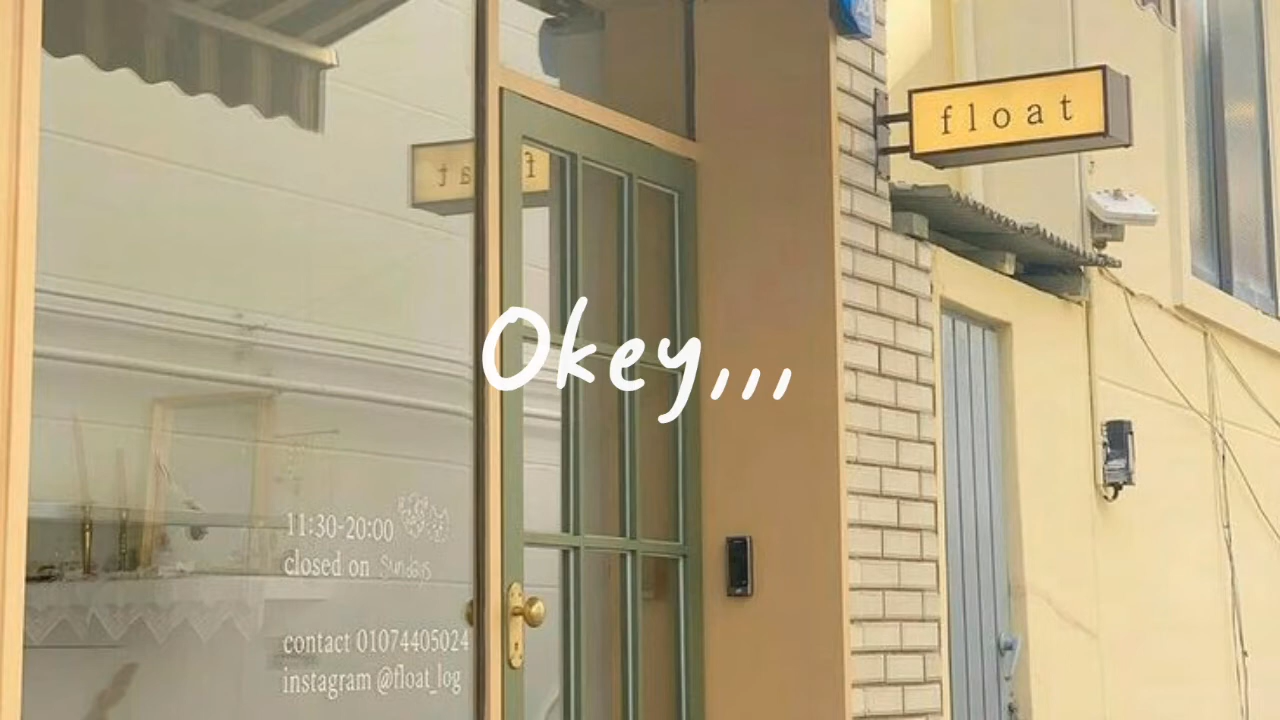 float
Okey,,,
11:30-20:00
closed on Sundays
contact 01074405024
instagram @float_log